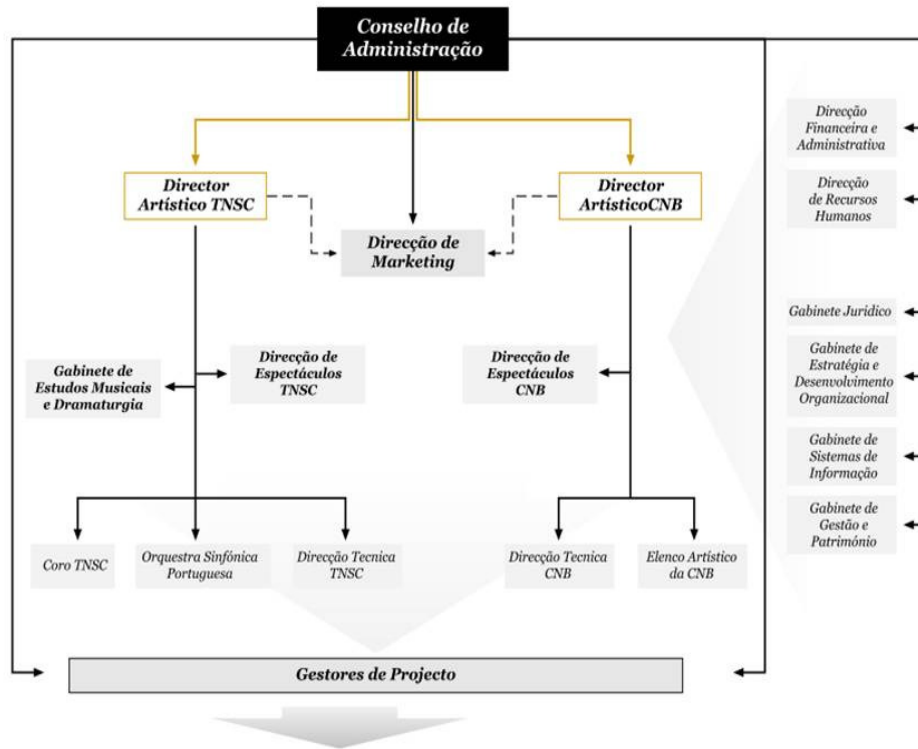 Conselho de
Administração
Direcção
Financeira e
Administrativa
Director
Artístico TNSC
Director
ArtísticoCNB
Direcção
de Recursos
Humanos
Direcção de
Marketing
Gabinete Jurídico
Gabinete de
Estudos Musicais
e Dramaturgia
Direcção de
Espectáculos
TNSC
Direcção de
Espectáculos
CNB
Gabinete de
Estratégia e
Desenvolvimento
Organizacional
Gabinete de
Sistemas de
Informação
Gabinete de
Gestão e
Património
Coro TNSC
Orquestra Sinfónica
Portuguesa
Direcção Tecnica
TNSC
Direcção Tecnica
CNB
Elenco Artístico
da CNB
Gestores de Projecto